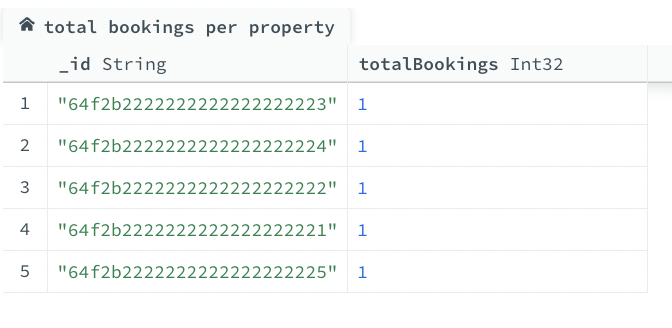 total bookings per property
_id String totalBookings Int32
1 "64f2b2222222222222222223" 1
2 "64f2b2222222222222222224" 1
3 "64f2b2222222222222222222" 1
4 "64f2b2222222222222222221" 1
5 "64f2b2222222222222222225" 1